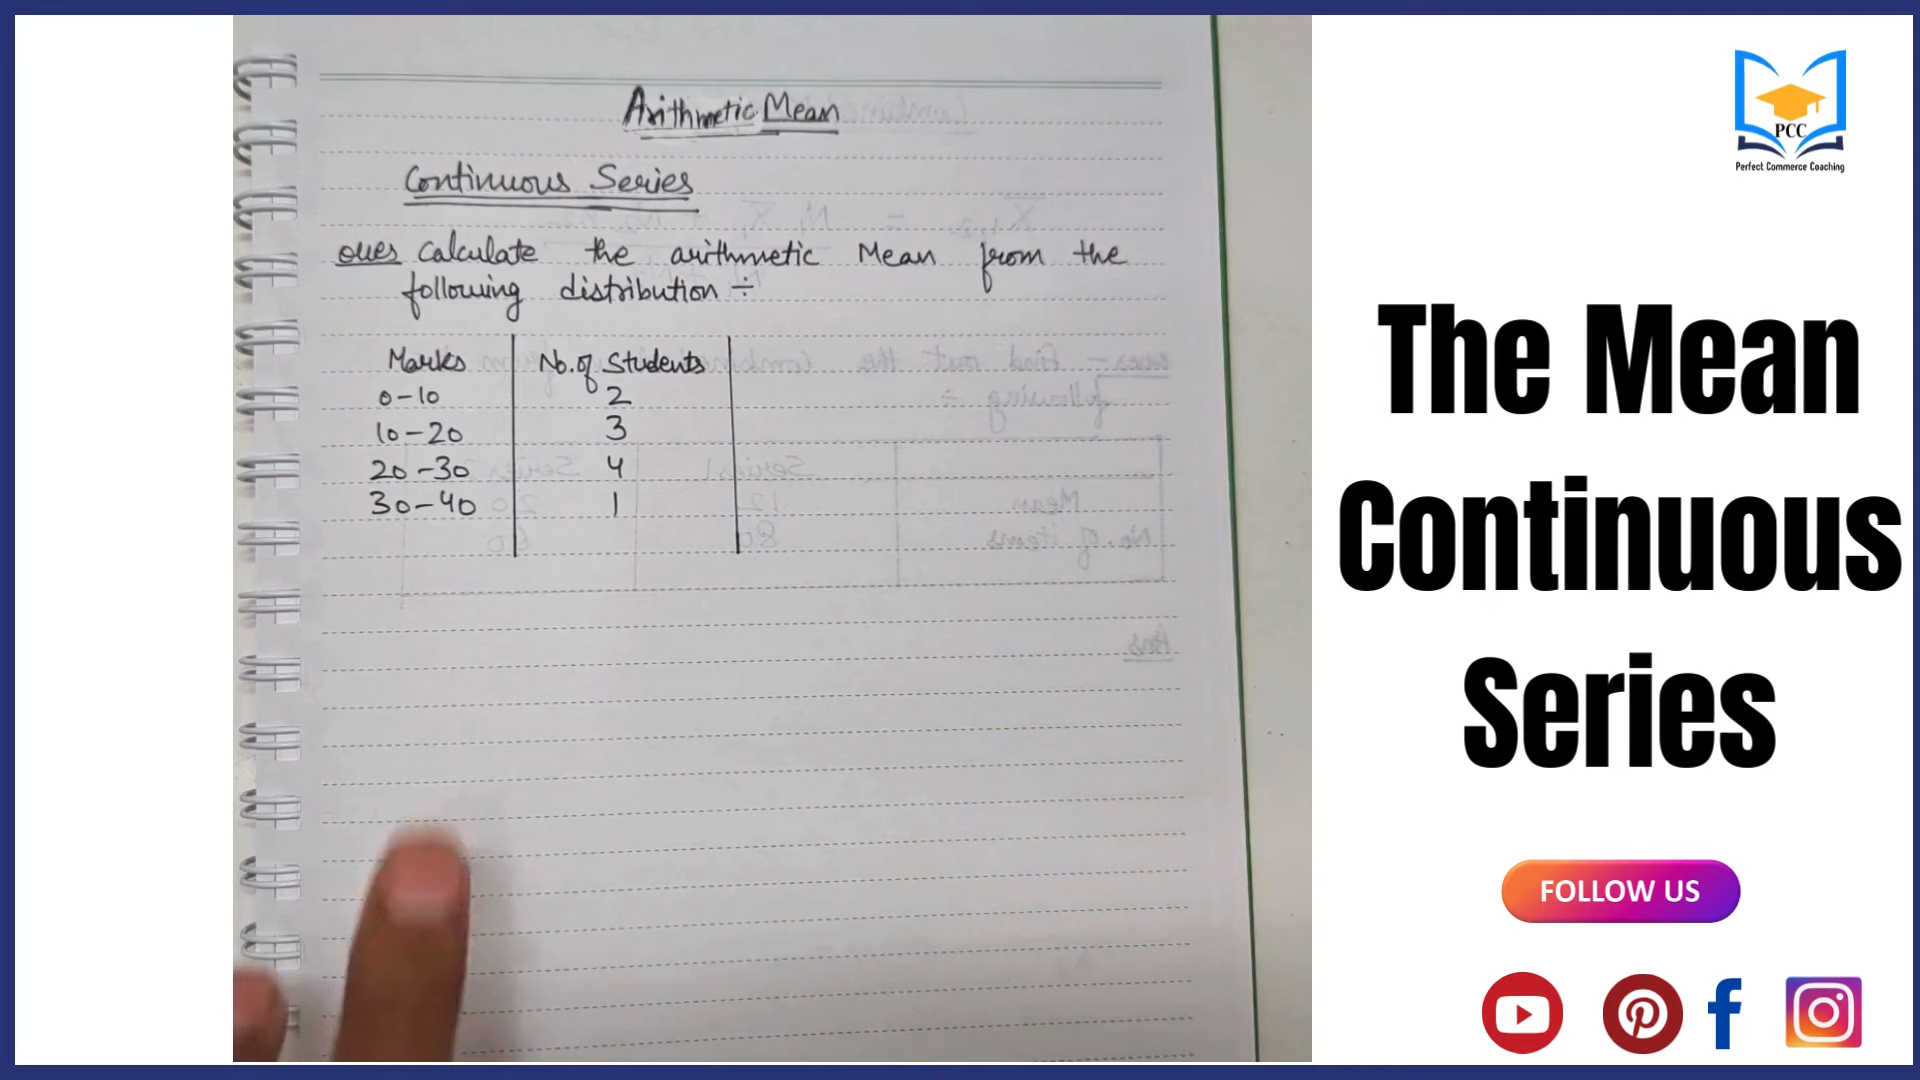 Arithmetic Mean
Continuous Series
Ques Calculate the arithmetic Mean from the
following distribution ÷
Marks No. of Students
0-10 2
10-20 3
20-30 4
30-40 1
PCC
Perfect Commerce Coaching
The Mean
Continuous
Series
FOLLOW US